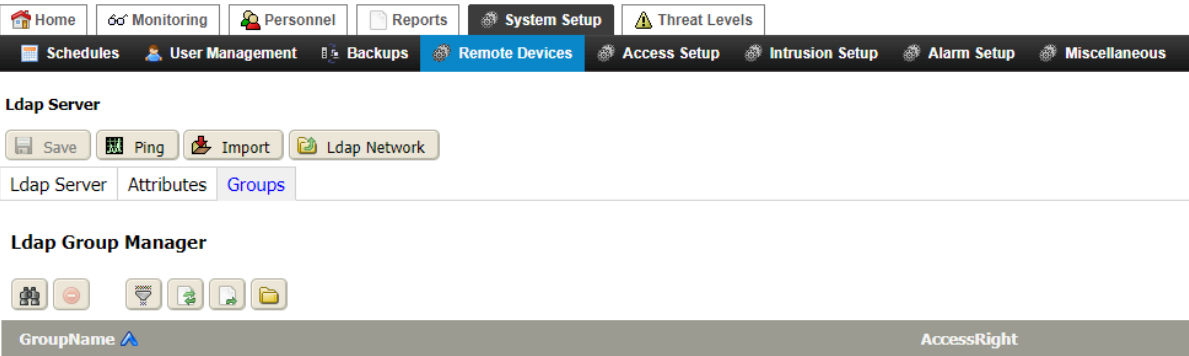 Home Monitoring Personnel Reports System Setup Threat Levels
Schedules User Management Backups Remote Devices Access Setup Intrusion Setup Alarm Setup Miscellaneous
Ldap Server
Save Ping Import Ldap Network
Ldap Server Attributes Groups
Ldap Group Manager
GroupName AccessRight